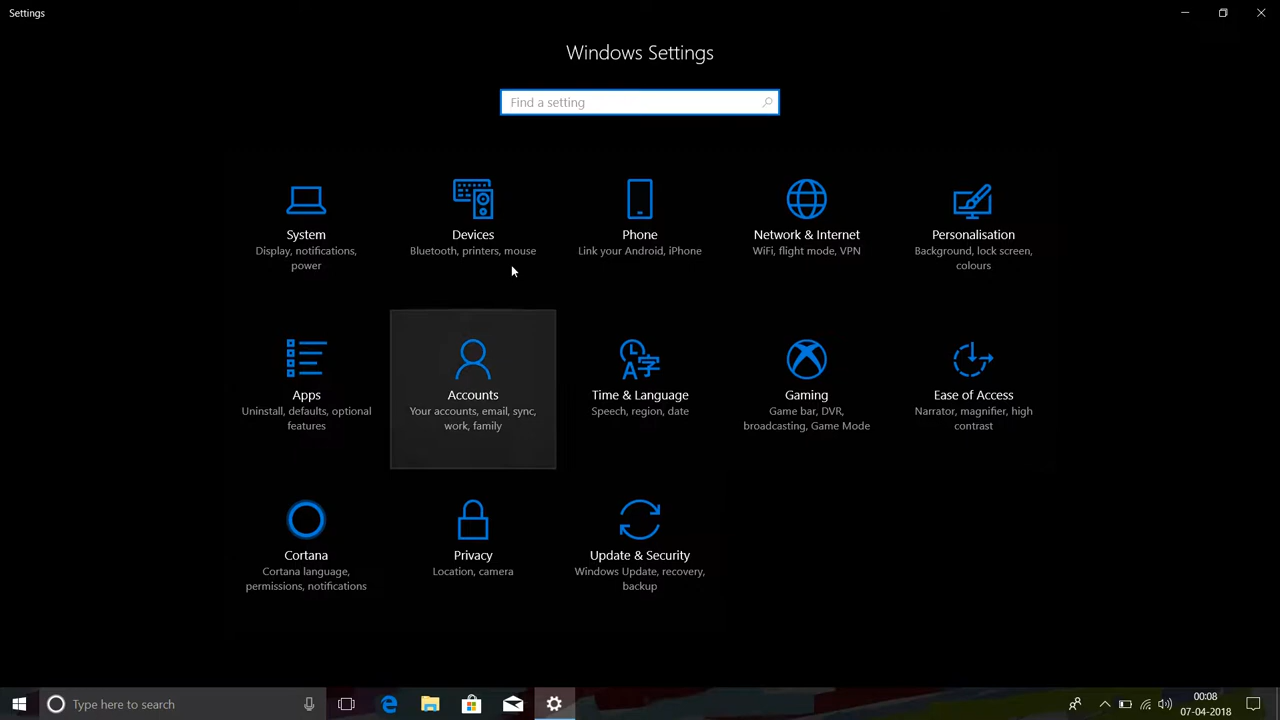 Settings
Windows Settings
Find a setting
System
Display, notifications,
power
Devices
Bluetooth, printers, mouse
Phone
Link your Android, iPhone
Network & Internet
WiFi, flight mode, VPN
Personalisation
Background, lock screen,
colours
Apps
Uninstall, defaults, optional
features
Accounts
Your accounts, email, sync,
work, family
Time & Language
Speech, region, date
Gaming
Game bar, DVR,
broadcasting, Game Mode
Ease of Access
Narrator, magnifier, high
contrast
Cortana
Cortana language,
permissions, notifications
Privacy
Location, camera
Update & Security
Windows Update, recovery,
backup
Type here to search
00:08
07-04-2018